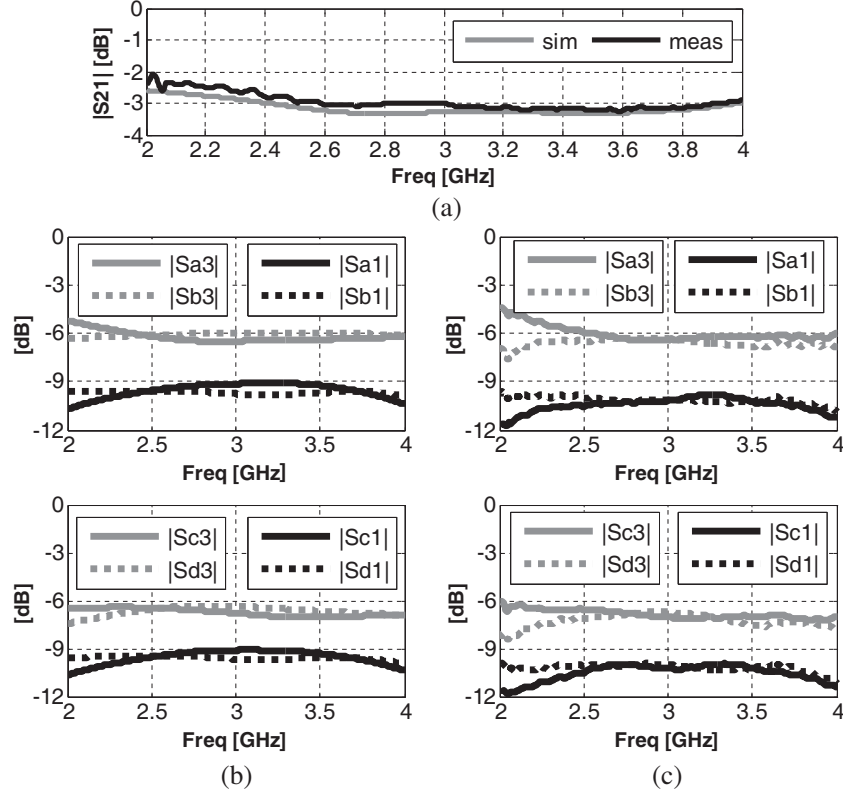 0
-1
-2
-3
-4
|S21| [dB]
sim meas
2 2.2 2.4 2.6 2.8 3 3.2 3.4 3.6 3.8 4
Freq [GHz]
(a)
0
-3
-6
-9
-12
[dB]
|Sa3| |Sa1|
|Sb3| |Sb1|
2 2.5 3 3.5 4
Freq [GHz]
0
-3
-6
-9
-12
[dB]
|Sa3| |Sa1|
|Sb3| |Sb1|
2 2.5 3 3.5 4
Freq [GHz]
0
-3
-6
-9
-12
[dB]
|Sc3| |Sc1|
|Sd3| |Sd1|
2 2.5 3 3.5 4
Freq [GHz]
(b)
0
-3
-6
-9
-12
[dB]
|Sc3| |Sc1|
|Sd3| |Sd1|
2 2.5 3 3.5 4
Freq [GHz]
(c)